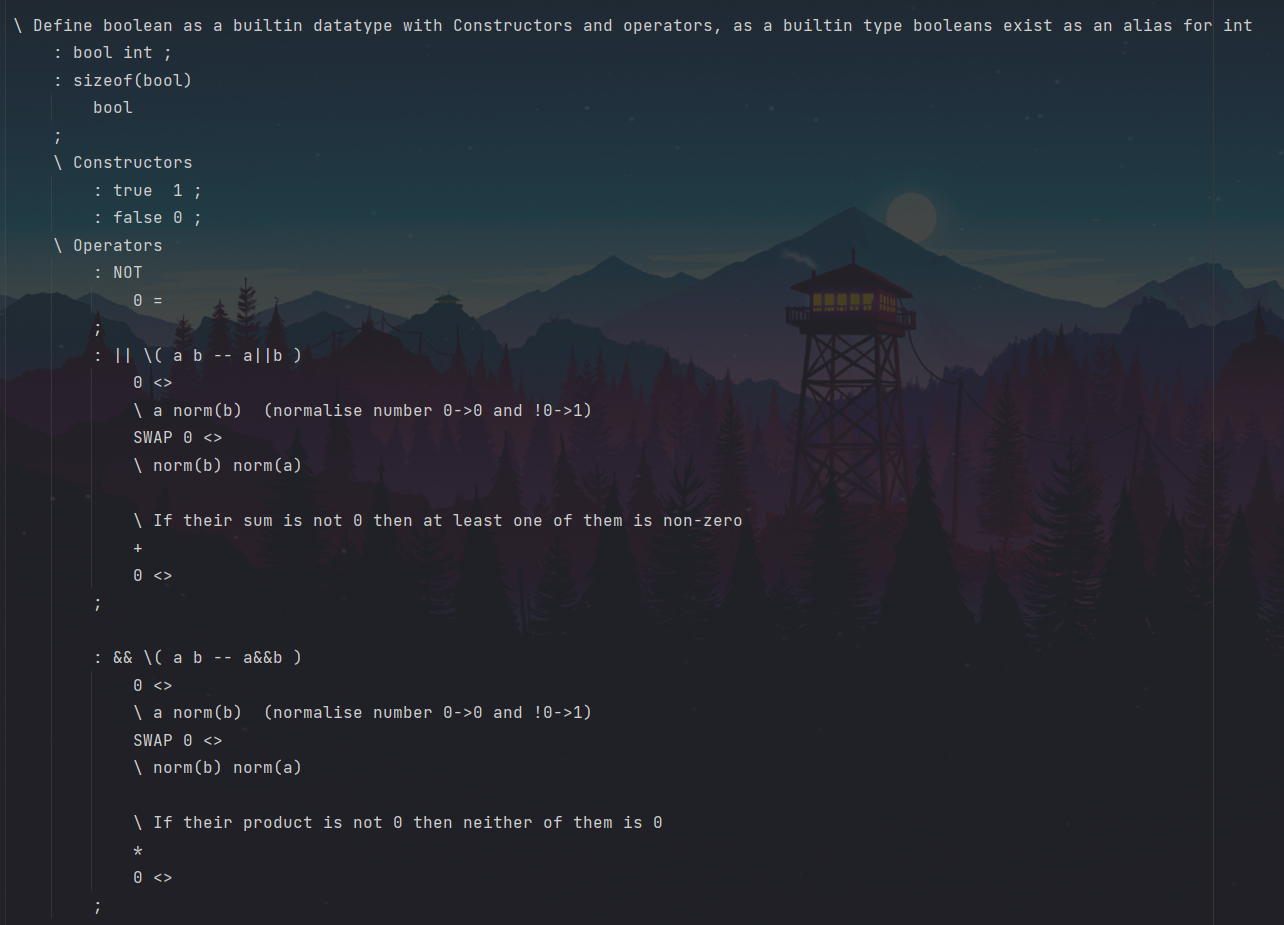 \ Define boolean as a builtin datatype with Constructors and operators, as a builtin type booleans exist as an alias for int
    : bool int ;
    : sizeof(bool)
        bool
    ;
    \ Constructors
        : true  1 ;
        : false 0 ;
    \ Operators
        : NOT
            0 =
        ;
        : || \( a b -- a||b )
            0 <>
            \ a norm(b)  (normalise number 0->0 and !0->1)
            SWAP 0 <>
            \ norm(b) norm(a)

            \ If their sum is not 0 then at least one of them is non-zero
            +
            0 <>
        ;

        : && \( a b -- a&&b )
            0 <>
            \ a norm(b)  (normalise number 0->0 and !0->1)
            SWAP 0 <>
            \ norm(b) norm(a)

            \ If their product is not 0 then neither of them is 0
            *
            0 <>
        ;